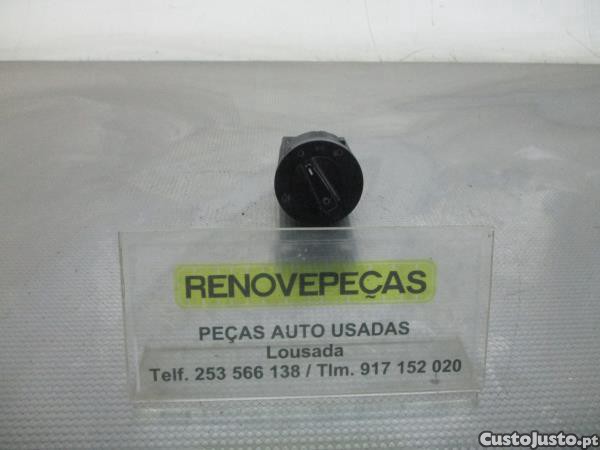 RENOVEPEÇAS
PEÇAS AUTO USADAS
Lousada
Telf. 253 566 138 / Tlm. 917 152 020
CustoJusto.pt